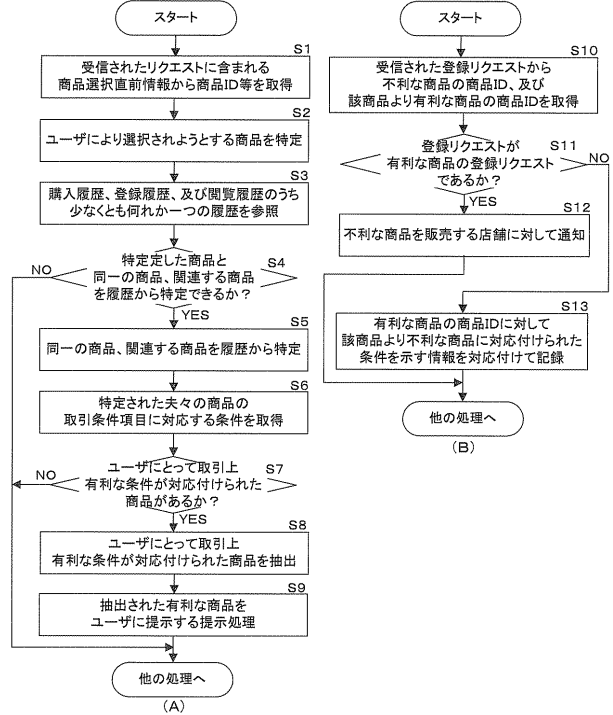 スタート
S1
受信されたリクエストに含まれる
商品選択直前情報から商品ID等を取得
S2
ユーザにより選択されようとする商品を特定
S3
購入履歴、登録履歴、及び閲覧履歴のうち
少なくとも何れか一つの履歴を参照
S4
特定定した商品と
同一の商品、関連する商品
を履歴から特定できるか？
NO
YES
S5
同一の商品、関連する商品を履歴から特定
S6
特定された夫々の商品の
取引条件項目に対応する条件を取得
S7
ユーザにとって取引上
有利な条件が対応付けられた
商品があるか？
NO
YES
S8
ユーザにとって取引上
有利な条件が対応付けられた商品を抽出
S9
抽出された有利な商品を
ユーザに提示する提示処理
他の処理へ
(A)
スタート
S10
受信された登録リクエストから
不利な商品の商品ID、及び
該商品より有利な商品の商品IDを取得
S11
登録リクエストが
有利な商品の登録リクエスト
であるか？
NO
YES
S12
不利な商品を販売する店舗に対して通知
S13
有利な商品の商品IDに対して
該商品より不利な商品に対応付けられた
条件を示す情報を対応付けて記録
他の処理へ
(B)